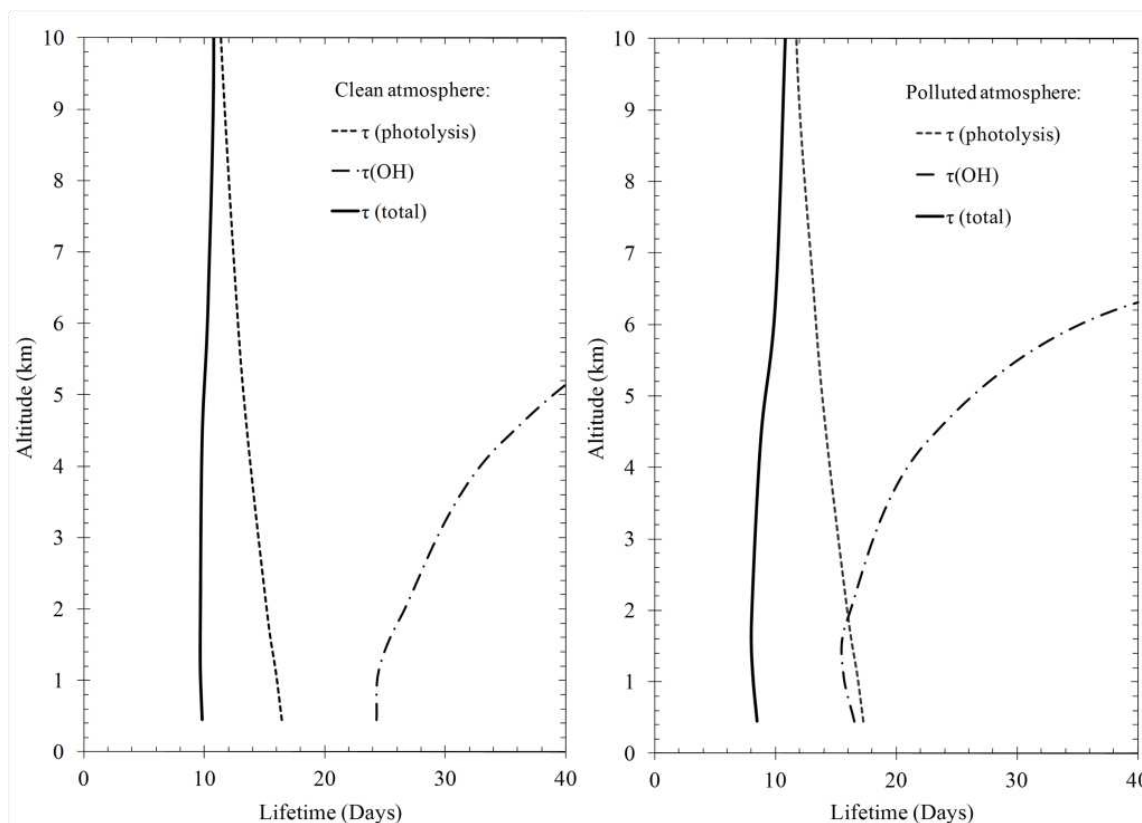 Clean atmosphere:
τ (photolysis)
τ(OH)
τ (total)
10
9
8
7
6
5
4
3
2
1
0
Altitude (km)
0
10
20
30
40
Lifetime (Days)
Polluted atmosphere:
τ (photolysis)
τ(OH)
τ (total)
10
9
8
7
6
5
4
3
2
1
0
Altitude (km)
0
10
20
30
40
Lifetime (Days)